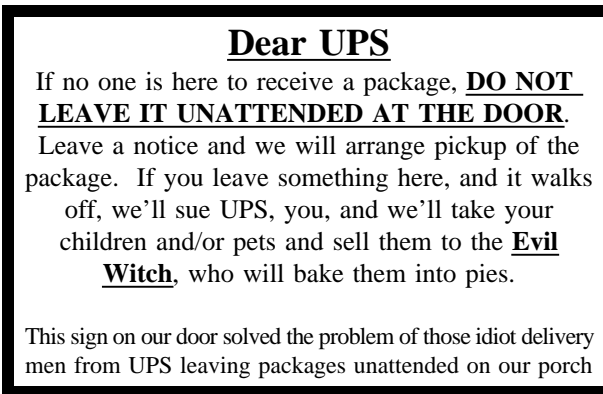 Dear UPS
If no one is here to receive a package, DO NOT
LEAVE IT UNATTENDED AT THE DOOR.
Leave a notice and we will arrange pickup of the
package.  If you leave something here, and it walks
off, we’ll sue UPS, you, and we’ll take your
children and/or pets and sell them to the Evil
Witch, who will bake them into pies.
This sign on our door solved the problem of those idiot delivery
men from UPS leaving packages unattended on our porch